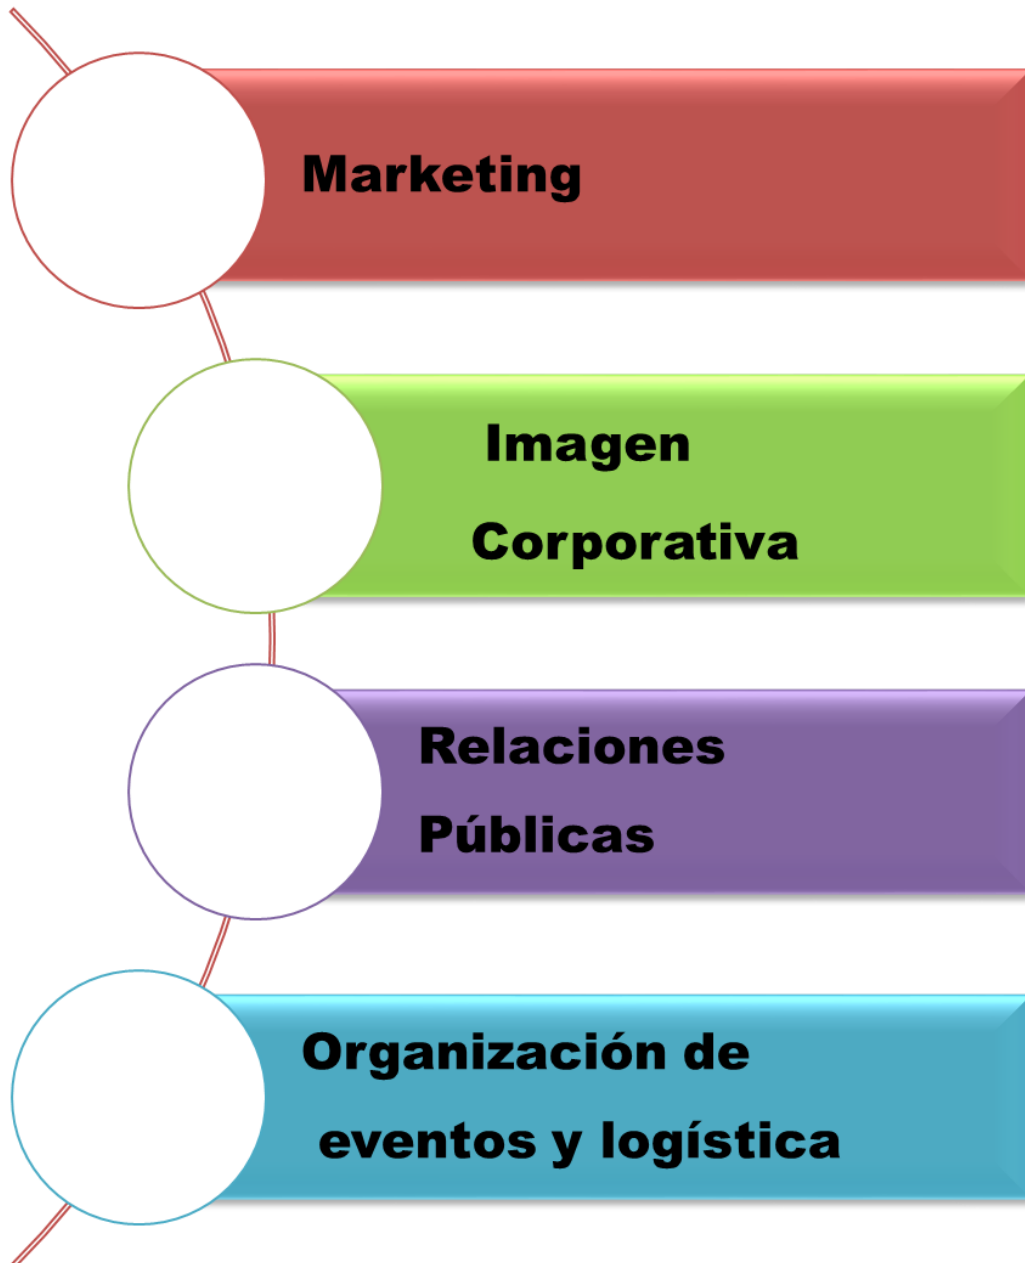 Marketing
Imagen
Corporativa
Relaciones
Públicas
Organización de
eventos y logística